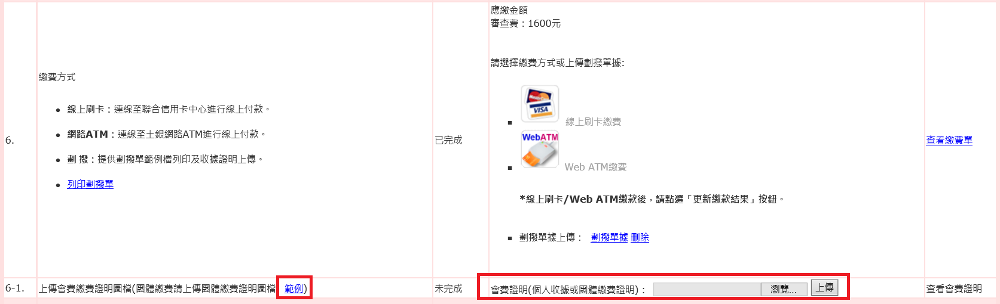 應繳金額
審查費：1600元
請選擇繳費方式或上傳劃撥單據:
繳費方式
線上刷卡：連線至聯合信用卡中心進行線上付款。
網路ATM：連線至土銀網路ATM進行線上付款。
劃 撥：提供劃撥單範例檔列印及收據證明上傳。
列印劃撥單
6.
已完成
MasterCard
VISA
線上刷卡繳費
WebATM
Web ATM繳費
*線上刷卡/Web ATM繳款後，請點選「更新繳款結果」按鈕。
劃撥單據上傳： 劃撥單據 刪除
查看繳費單
6-1.
上傳會費繳費證明圖檔(團體繳費請上傳團體繳費證明圖檔 範例)
未完成
會費證明(個人收據或團體繳費證明)： 瀏覽... 上傳
查看會費證明